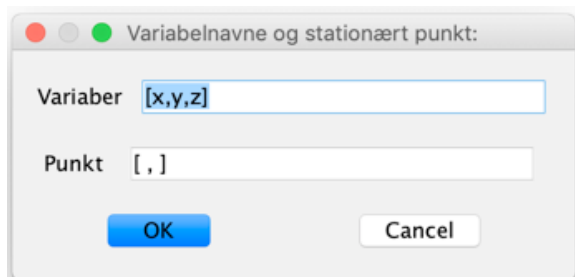 Variabelnavne og stationært punkt:
Variaber [x,y,z]
Punkt [ , ]
OK Cancel